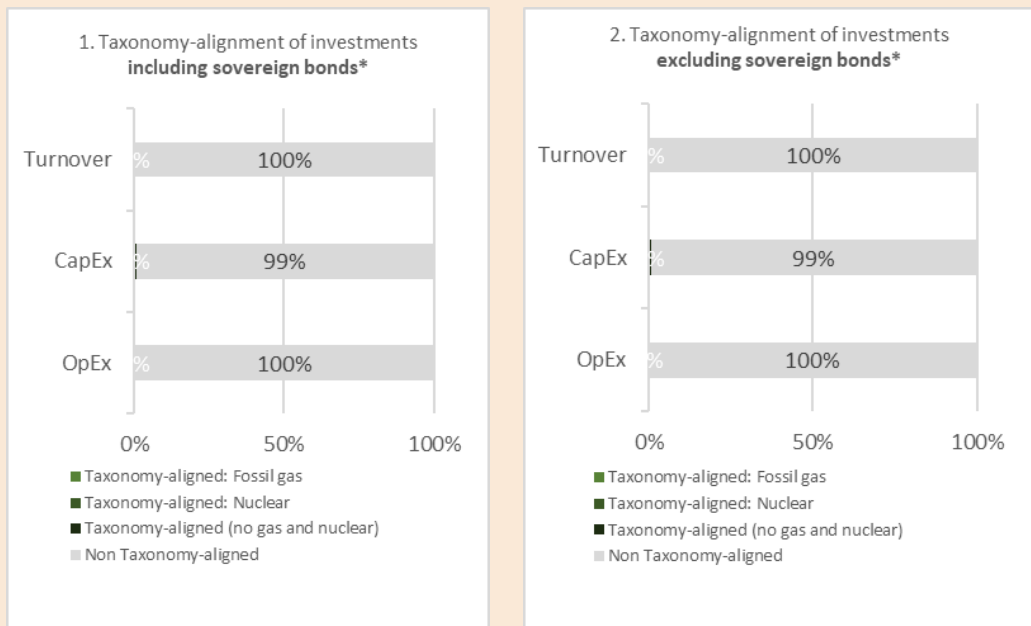 1. Taxonomy-alignment of investments
including sovereign bonds*
Turnover
%
100%
CapEx
%
99%
OpEx
%
100%
0%
50%
100%
Taxonomy-aligned: Fossil gas
Taxonomy-aligned: Nuclear
Taxonomy-aligned (no gas and nuclear)
Non Taxonomy-aligned
2. Taxonomy-alignment of investments
excluding sovereign bonds*
Turnover
%
100%
CapEx
%
99%
OpEx
%
100%
0%
50%
100%
Taxonomy-aligned: Fossil gas
Taxonomy-aligned: Nuclear
Taxonomy-aligned (no gas and nuclear)
Non Taxonomy-aligned